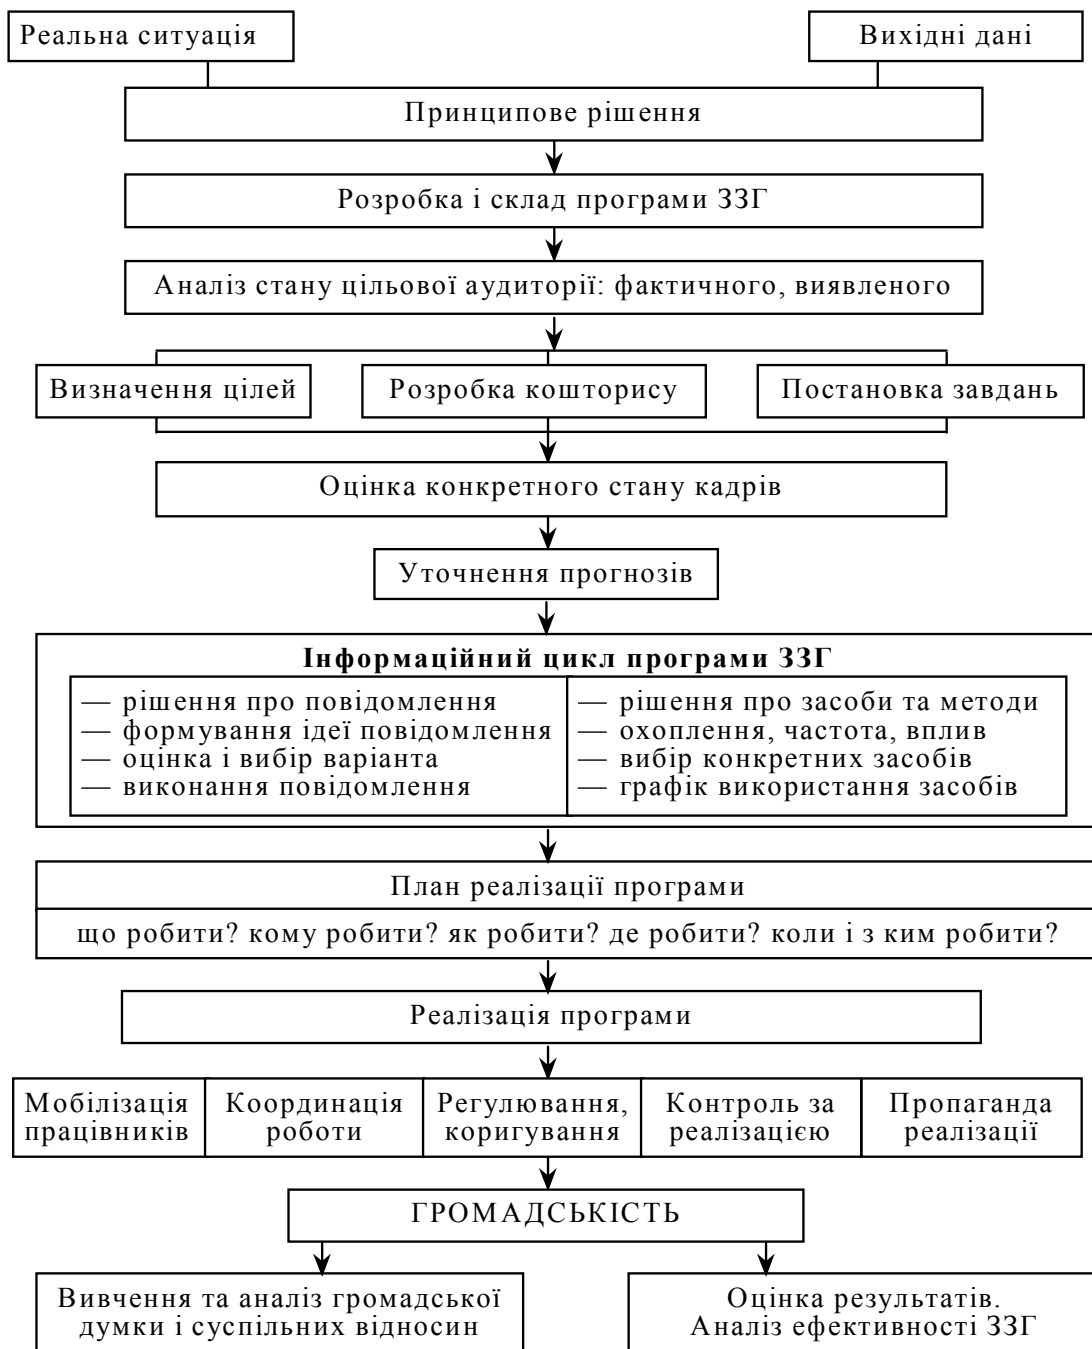 Реальна ситуація
Вихідні дані
Принципове рішення
Розробка і склад програми ЗЗГ
Аналіз стану цільової аудиторії: фактичного, виявленого
Визначення цілей
Розробка кошторису
Постановка завдань
Оцінка конкретного стану кадрів
Уточнення прогнозів
Інформаційний цикл програми ЗЗГ
— рішення про повідомлення
— формування ідеї повідомлення
— оцінка і вибір варіанта
— виконання повідомлення
— рішення про засоби та методи
— охоплення, частота, вплив
— вибір конкретних засобів
— графік використання засобів
План реалізації програми
що робити? кому робити? як робити? де робити? коли і з ким робити?
Реалізація програми
Мобілізація
працівників
Координація
роботи
Регулювання,
коригування
Контроль за
реалізацією
Пропаганда
реалізації
ГРОМАДСЬКІСТЬ
Вивчення та аналіз громадської
думки і суспільних відносин
Оцінка результатів.
Аналіз ефективності ЗЗГ